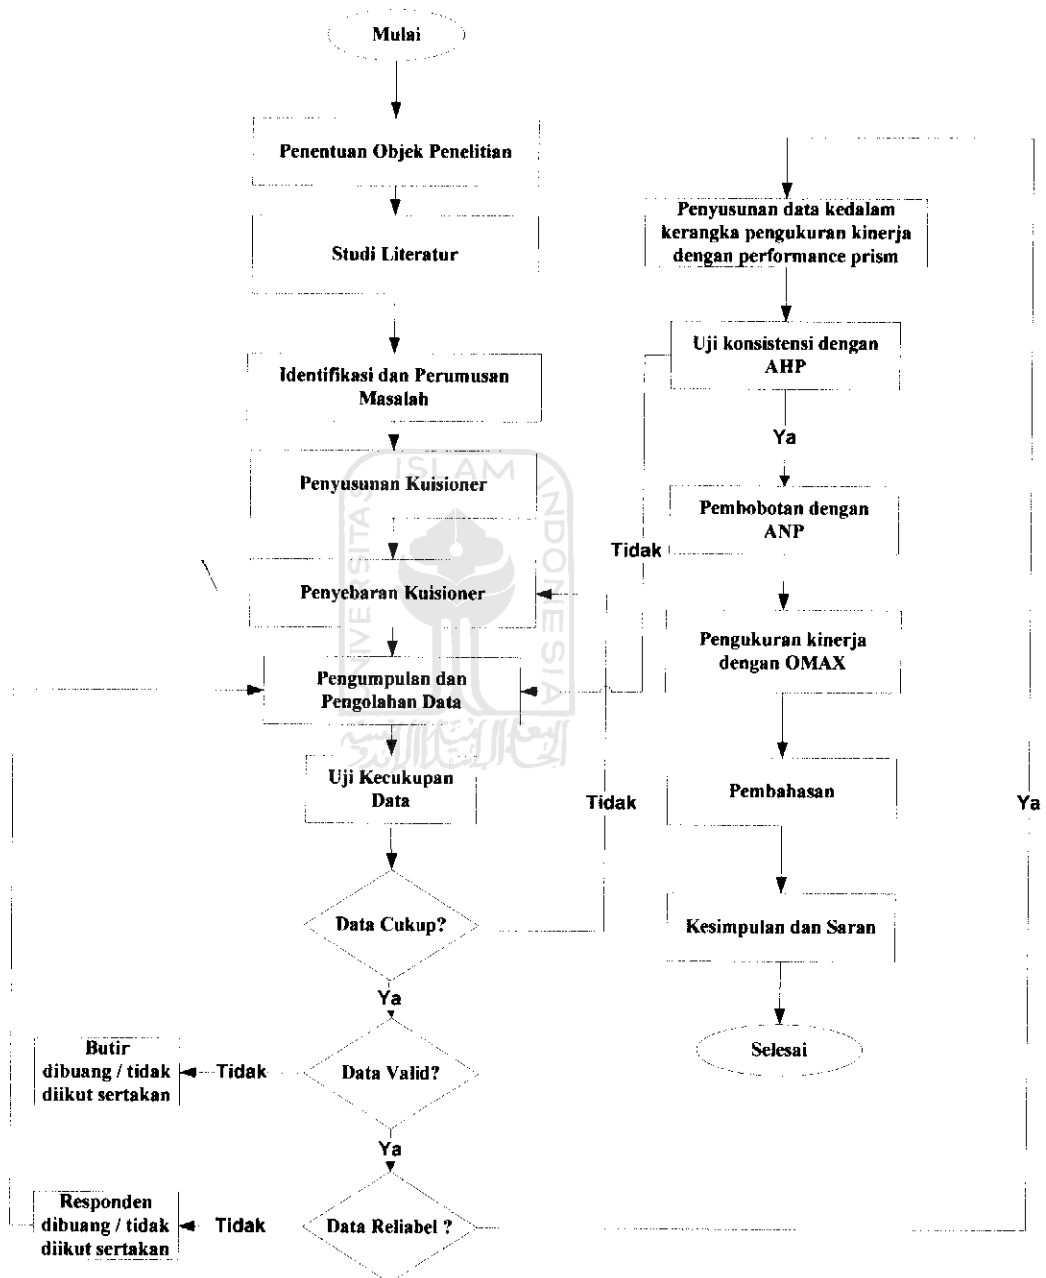 Mulai
Penentuan Objek Penelitian
Studi Literatur
Identifikasi dan Perumusan
Masalah
Penyusunan Kuisioner
Penyebaran Kuisioner
Pengumpulan dan
Pengolahan Data
Uji Kecukupan
Data
Data Cukup?
Tidak
Ya
Data Valid?
Tidak
Butir
dibuang / tidak
diikut sertakan
Ya
Data Reliabel ?
Tidak
Responden
dibuang / tidak
diikut sertakan
Ya
Penyusunan data kedalam
kerangka pengukuran kinerja
dengan performance prism
Uji konsistensi dengan
AHP
Tidak
Ya
Pembobotan dengan
ANP
Pengukuran kinerja
dengan OMAX
Pembahasan
Kesimpulan dan Saran
Selesai
UNIVERSITAS
ISLAM
INDONESIA